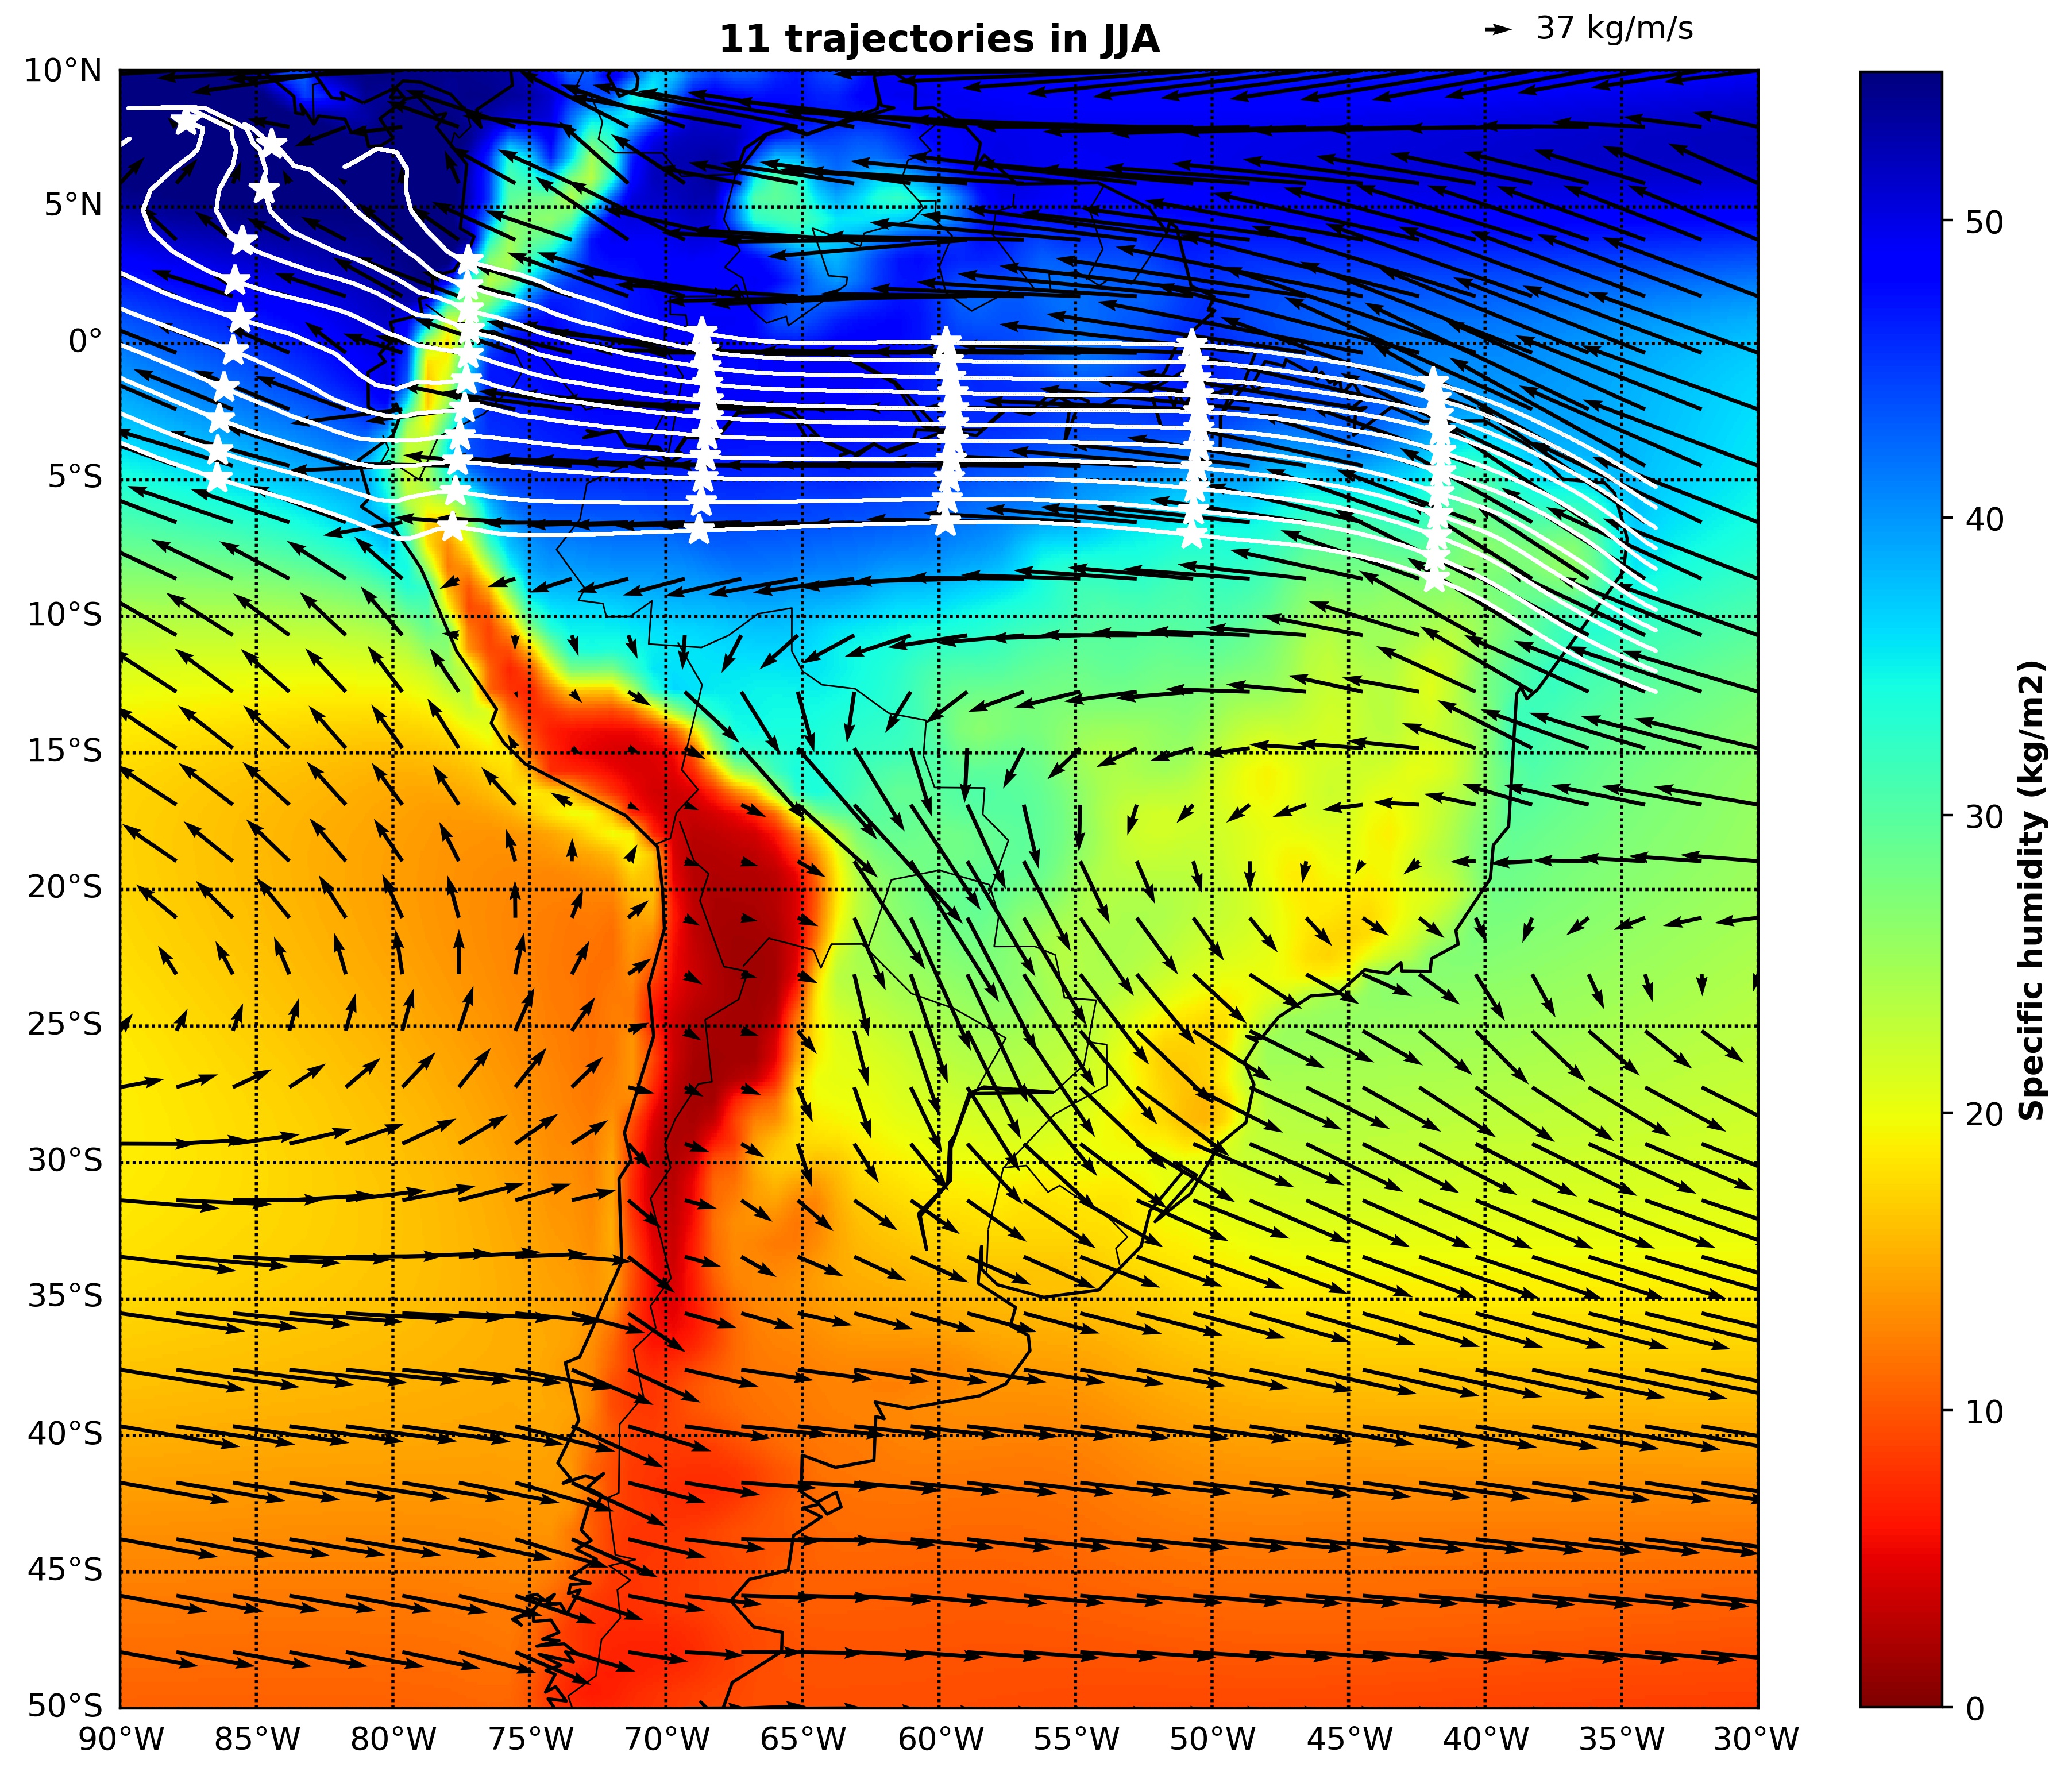 11 trajectories in JJA
37 kg/m/s
10°N
5°N
0°
5°S
10°S
15°S
20°S
25°S
30°S
35°S
40°S
45°S
50°S
90°W 85°W 80°W 75°W 70°W 65°W 60°W 55°W 50°W 45°W 40°W 35°W 30°W
50
40
30
20
10
0
Specific humidity (kg/m2)